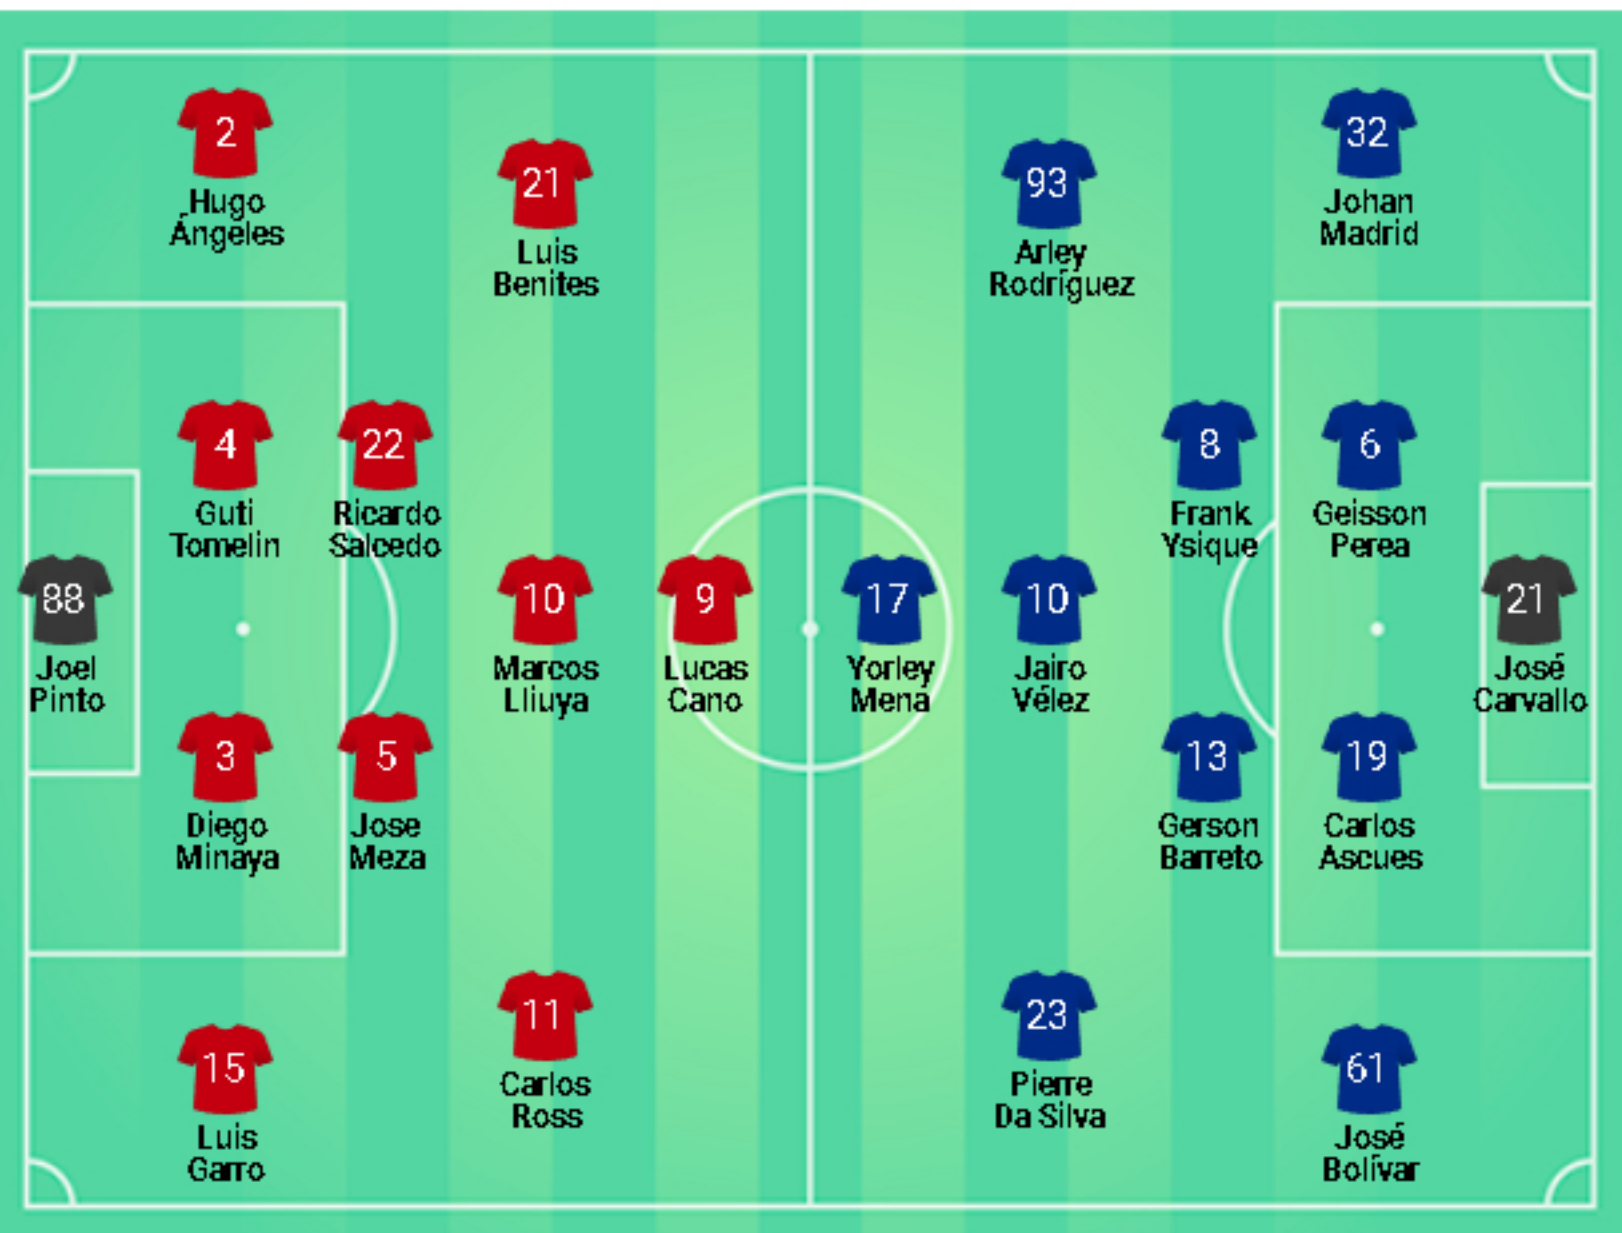 2
Hugo
Ángeles
21
Luis
Benites
93
Arley
Rodríguez
32
Johan
Madrid
4
Guti
Tomelin
22
Ricardo
Salcedo
8
Frank
Ysique
6
Geisson
Perea
88
Joel
Pinto
10
Marcos
Lliuya
9
Lucas
Cano
17
Yorley
Mena
10
Jairo
Vélez
21
José
Carvallo
3
Diego
Minaya
5
Jose
Meza
13
Gerson
Barreto
19
Carlos
Ascues
15
Luis
Garro
11
Carlos
Ross
23
Pierre
Da Silva
61
José
Bolívar